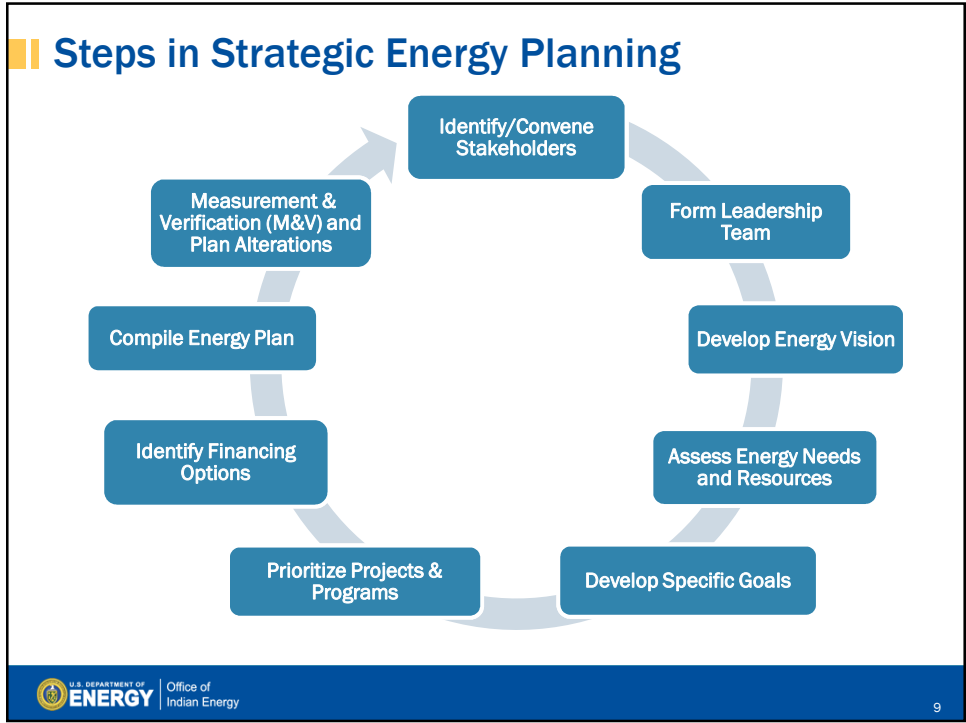 Steps in Strategic Energy Planning
Identify/Convene
Stakeholders
Form Leadership
Team
Develop Energy Vision
Assess Energy Needs
and Resources
Develop Specific Goals
Prioritize Projects &
Programs
Identify Financing
Options
Compile Energy Plan
Measurement &
Verification (M&V) and
Plan Alterations
U.S. DEPARTMENT OF
ENERGY
Office of
Indian Energy
9